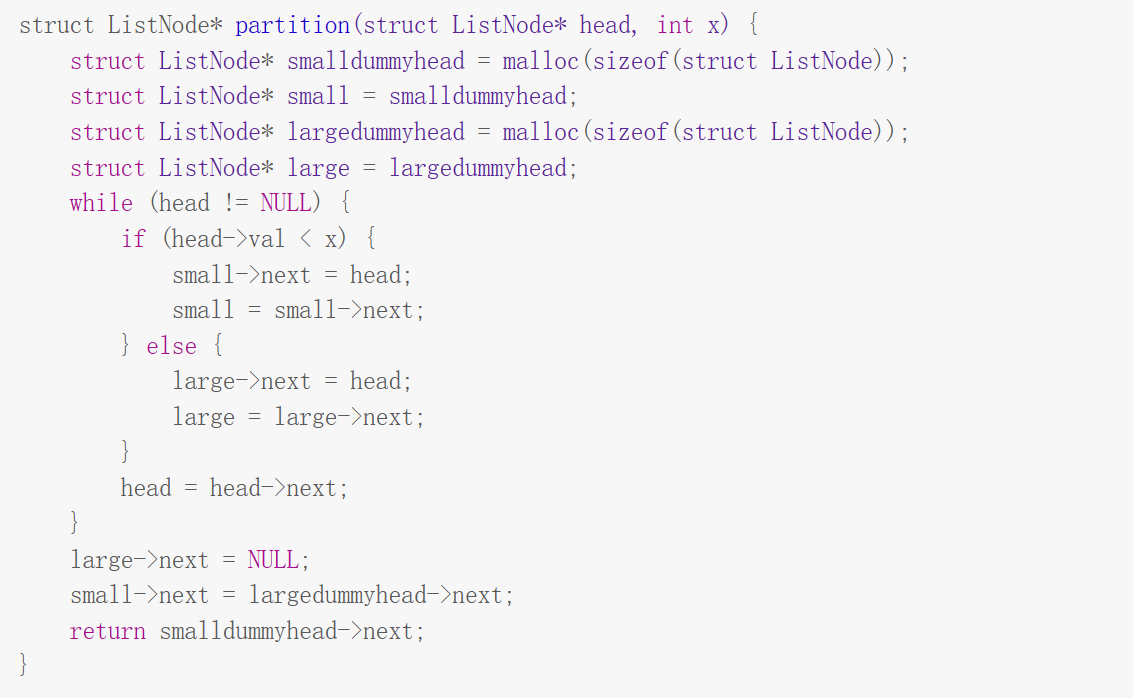 struct ListNode* partition(struct ListNode* head, int x) {
    struct ListNode* smalldummyhead = malloc(sizeof(struct ListNode));
    struct ListNode* small = smalldummyhead;
    struct ListNode* largedummyhead = malloc(sizeof(struct ListNode));
    struct ListNode* large = largedummyhead;
    while (head != NULL) {
        if (head->val < x) {
            small->next = head;
            small = small->next;
        } else {
            large->next = head;
            large = large->next;
        }
        head = head->next;
    }
    large->next = NULL;
    small->next = largedummyhead->next;
    return smalldummyhead->next;
}